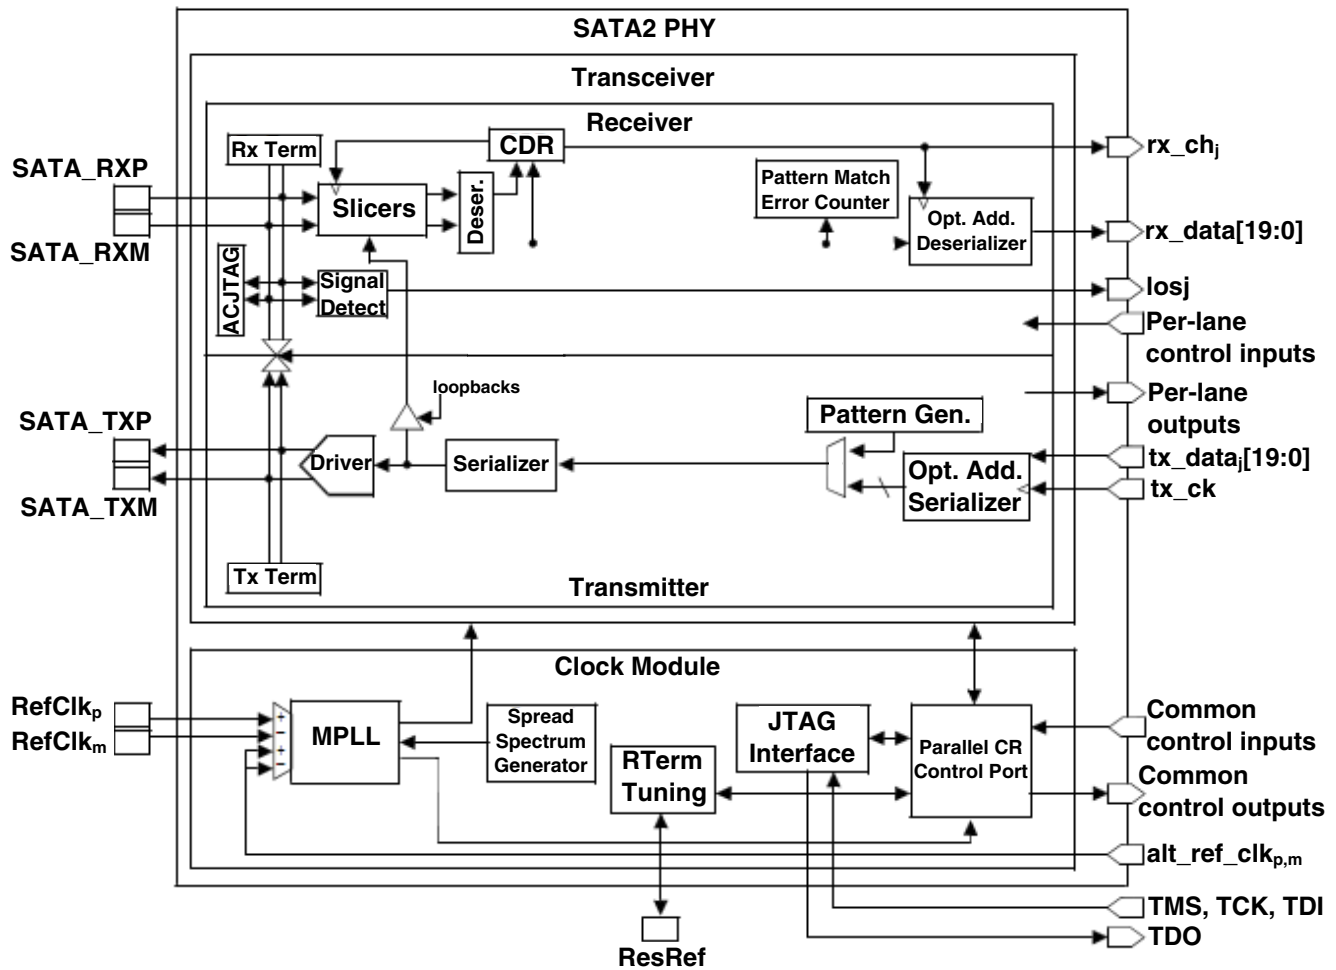 SATA2 PHY
Transceiver
Receiver
Rx Term
CDR
rx_chj
SATA_RXP
Pattern Match
Error Counter
Slicers
Deser.
Opt. Add.
Deserializer
rx_data[19:0]
SATA_RXM
ACJTAG
Signal
Detect
losj
Per-lane
control inputs
loopbacks
Per-lane
outputs
SATA_TXP
Pattern Gen.
Driver
Serializer
Opt. Add.
Serializer
tx_dataj[19:0]
tx_ck
SATA_TXM
Tx Term
Transmitter
Clock Module
RefClkp
RefClkm
+
−
+
−
MPLL
Spread
Spectrum
Generator
JTAG
Interface
RTerm
Tuning
Parallel CR
Control Port
Common
control inputs
Common
control outputs
alt_ref_clkp,m
TMS, TCK, TDI
TDO
ResRef